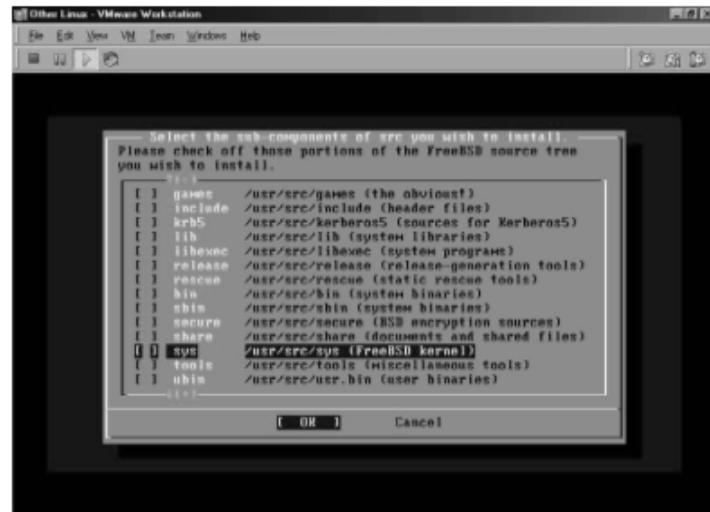 Other Linux - VMware Workstation
File Edit View VM Team Windows Help
Select the sub-components of src you wish to install.
Please check off those portions of the FreeBSD source tree
you wish to install.
[ ] games /usr/src/games (the obvious!)
[ ] include /usr/src/include (header files)
[ ] krb5 /usr/src/kerberos5 (sources for Kerberos5)
[ ] lib /usr/src/lib (system libraries)
[ ] libexec /usr/src/libexec (system programs)
[ ] release /usr/src/release (release-generation tools)
[ ] rescue /usr/src/rescue (static rescue tools)
[ ] bin /usr/src/bin (system binaries)
[ ] sbin /usr/src/sbin (system binaries)
[ ] secure /usr/src/secure (BSD encryption sources)
[ ] share /usr/src/share (documents and shared files)
[ ] sys /usr/src/sys (FreeBSD kernel)
[ ] tools /usr/src/tools (miscellaneous tools)
[ ] ubin /usr/src/usr.bin (user binaries)
[ OK ] Cancel